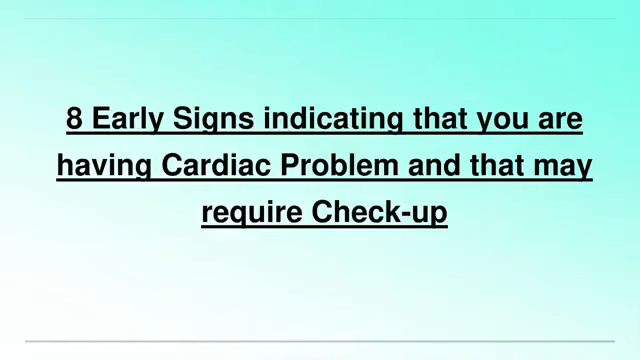 8 Early Signs indicating that you are
having Cardiac Problem and that may
require Check-up